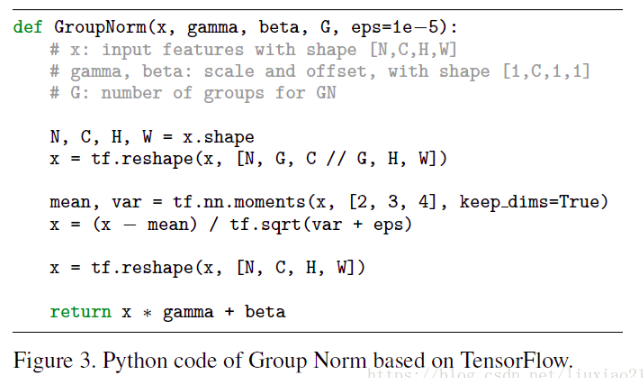 def GroupNorm(x, gamma, beta, G, eps=1e−5):
# x: input features with shape [N,C,H,W]
# gamma, beta: scale and offset, with shape [1,C,1,1]
# G: number of groups for GN
N, C, H, W = x.shape
x = tf.reshape(x, [N, G, C // G, H, W])
mean, var = tf.nn.moments(x, [2, 3, 4], keep_dims=True)
x = (x − mean) / tf.sqrt(var + eps)
x = tf.reshape(x, [N, C, H, W])
return x ∗ gamma + beta
Figure 3. Python code of Group Norm based on TensorFlow.
https://blog.csdn.net/liuxiao21